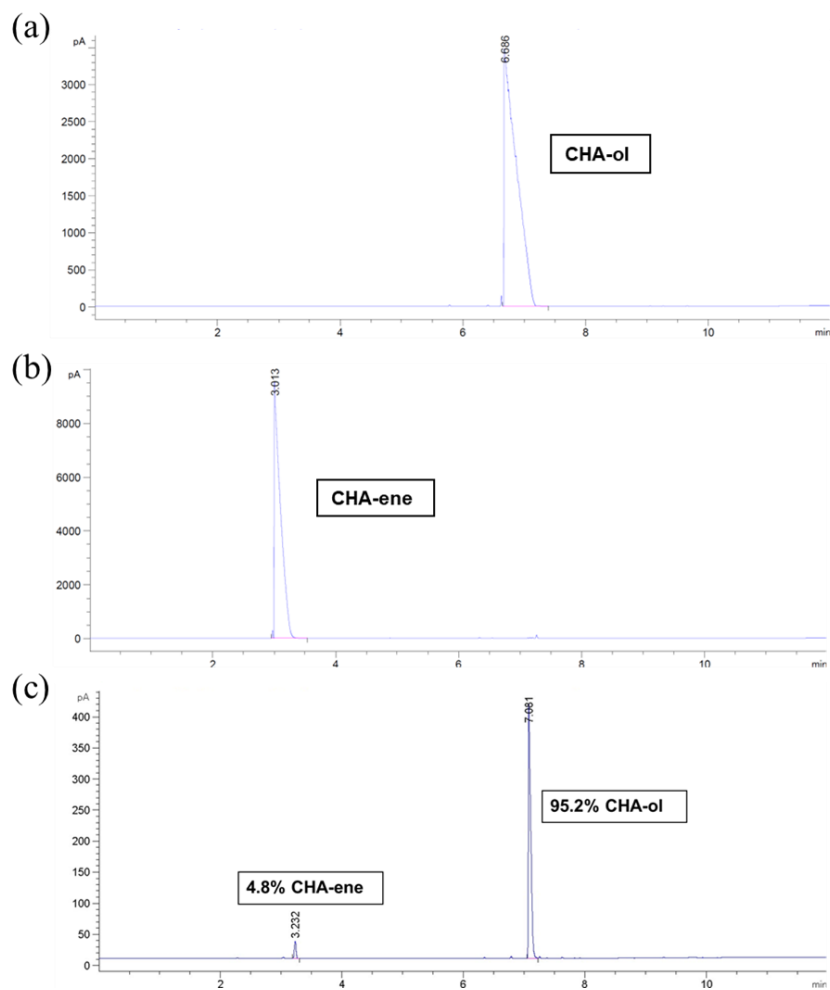 (a)
pA
6.686
3000
2500
2000
1500
1000
500
0
CHA-ol
2 4 6 8 10 min
(b)
pA
3.013
8000
6000
4000
2000
0
CHA-ene
2 4 6 8 10 min
(c)
pA
7.081
400
350
300
250
200
150
100
50
0
95.2% CHA-ol
4.8% CHA-ene
3.232
2 4 6 8 10 min